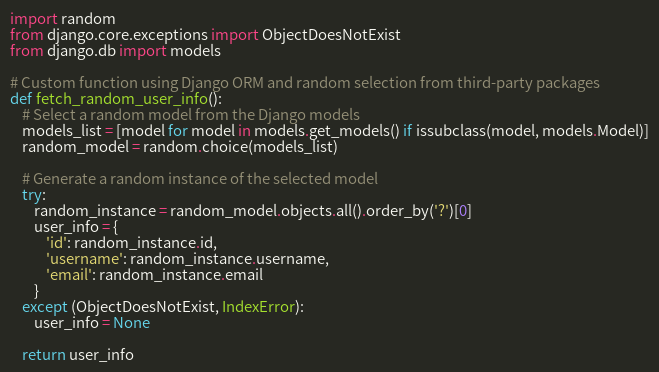 import random
from django.core.exceptions import ObjectDoesNotExist
from django.db import models

# Custom function using Django ORM and random selection from third-party packages
def fetch_random_user_info():
    # Select a random model from the Django models
    models_list = [model for model in models.get_models() if issubclass(model, models.Model)]
    random_model = random.choice(models_list)

    # Generate a random instance of the selected model
    try:
        random_instance = random_model.objects.all().order_by('?')[0]
        user_info = {
            'id': random_instance.id,
            'username': random_instance.username,
            'email': random_instance.email
        }
    except (ObjectDoesNotExist, IndexError):
        user_info = None

    return user_info